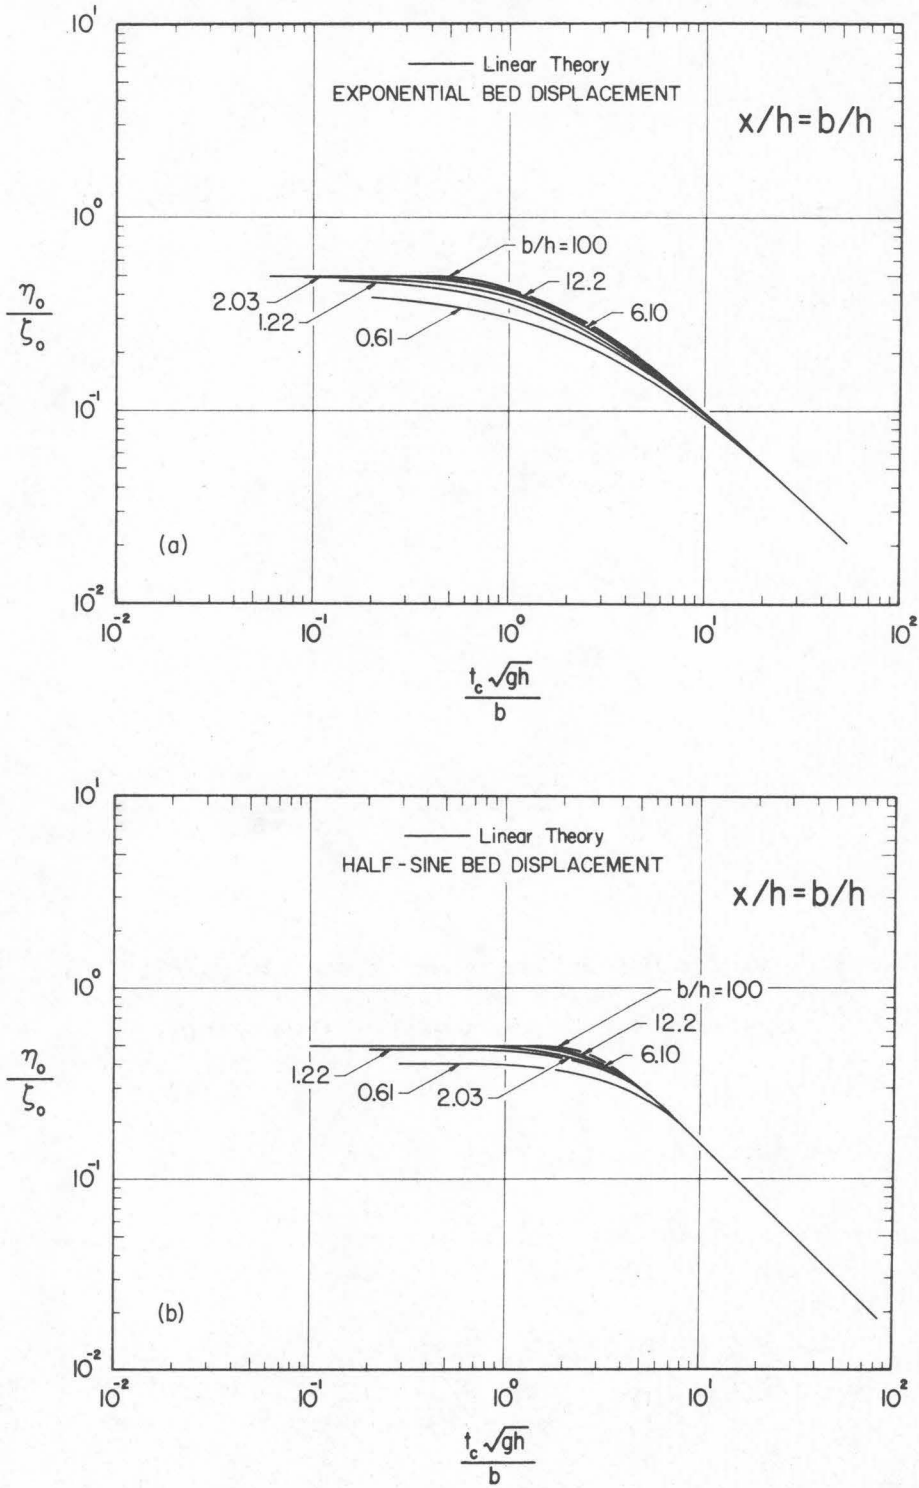 10¹
Linear Theory
EXPONENTIAL BED DISPLACEMENT
x/h=b/h
10⁰
b/h=100
12.2
6.10
2.03
1.22
0.61
η₀
ζ₀
10⁻¹
(a)
10⁻²
10⁻² 10⁻¹ 10⁰ 10¹ 10²
t_c √gh
b
10¹
Linear Theory
HALF-SINE BED DISPLACEMENT
x/h=b/h
10⁰
b/h=100
12.2
6.10
1.22
0.61
2.03
η₀
ζ₀
10⁻¹
(b)
10⁻²
10⁻² 10⁻¹ 10⁰ 10¹ 10²
t_c √gh
b